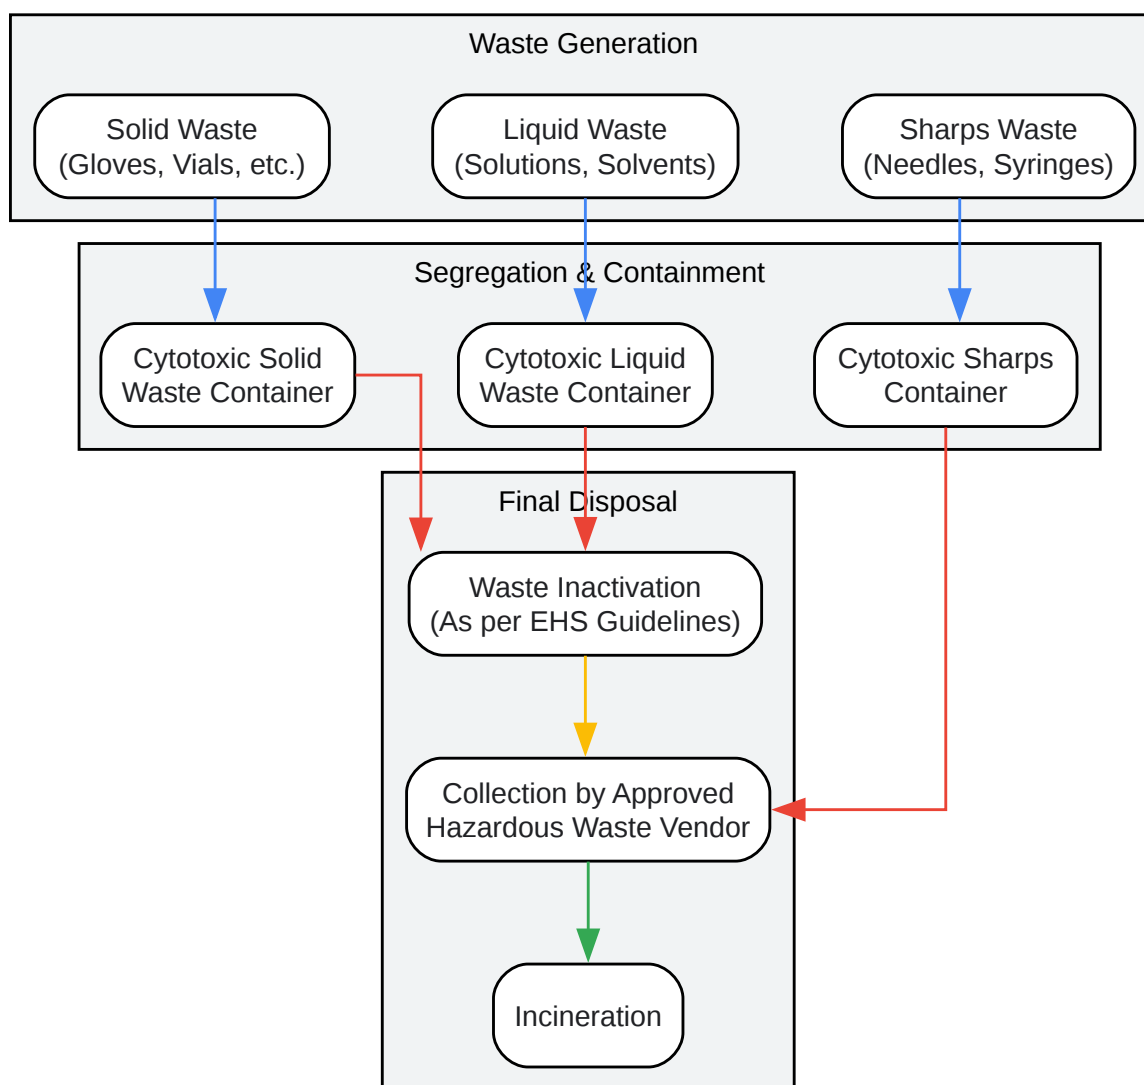 Waste Generation
Solid Waste
(Gloves, Vials, etc.)
Liquid Waste
(Solutions, Solvents)
Sharps Waste
(Needles, Syringes)
Segregation & Containment
Cytotoxic Solid
Waste Container
Cytotoxic Liquid
Waste Container
Cytotoxic Sharps
Container
Final Disposal
Waste Inactivation
(As per EHS Guidelines)
Collection by Approved
Hazardous Waste Vendor
Incineration